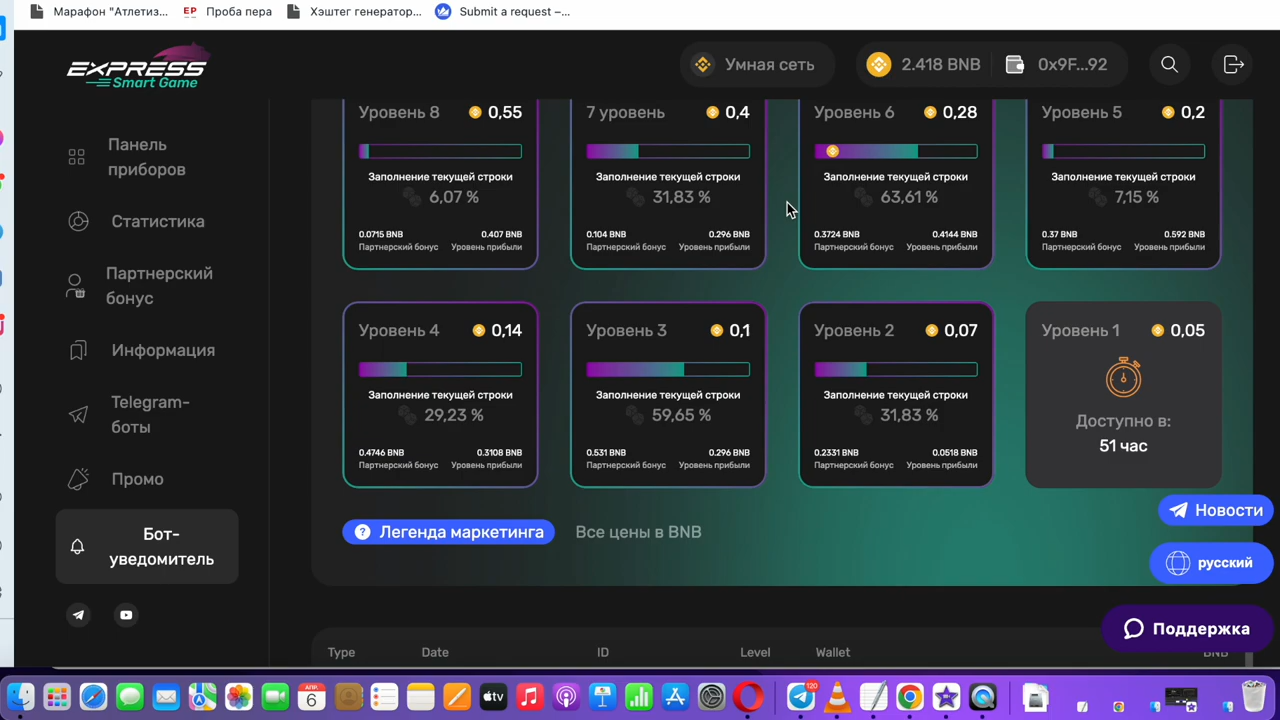 Марафон "Атлетиз...
EP Проба пера
Хэштег генератор...
Submit a request –...
EXPRESS
Smart Game
Умная сеть
2.418 BNB
0x9F...92
Панель
приборов
Статистика
Партнерский
бонус
Информация
Telegram-
боты
Промо
Бот-
уведомитель
Уровень 8 0,55
Заполнение текущей строки
6,07 %
0.0715 BNB 0.407 BNB
Партнерский бонус Уровень прибыли
7 уровень 0,4
Заполнение текущей строки
31,83 %
0.104 BNB 0.296 BNB
Партнерский бонус Уровень прибыли
Уровень 6 0,28
Заполнение текущей строки
63,61 %
0.3724 BNB 0.4144 BNB
Партнерский бонус Уровень прибыли
Уровень 5 0,2
Заполнение текущей строки
7,15 %
0.37 BNB 0.592 BNB
Партнерский бонус Уровень прибыли
Уровень 4 0,14
Заполнение текущей строки
29,23 %
0.4746 BNB 0.3108 BNB
Партнерский бонус Уровень прибыли
Уровень 3 0,1
Заполнение текущей строки
59,65 %
0.531 BNB 0.296 BNB
Партнерский бонус Уровень прибыли
Уровень 2 0,07
Заполнение текущей строки
31,83 %
0.2331 BNB 0.0518 BNB
Партнерский бонус Уровень прибыли
Уровень 1 0,05
Доступно в:
51 час
? Легенда маркетинга
Все цены в BNB
Новости
русский
Поддержка
Type Date ID Level Wallet BNB
АПР.
6
tv
120